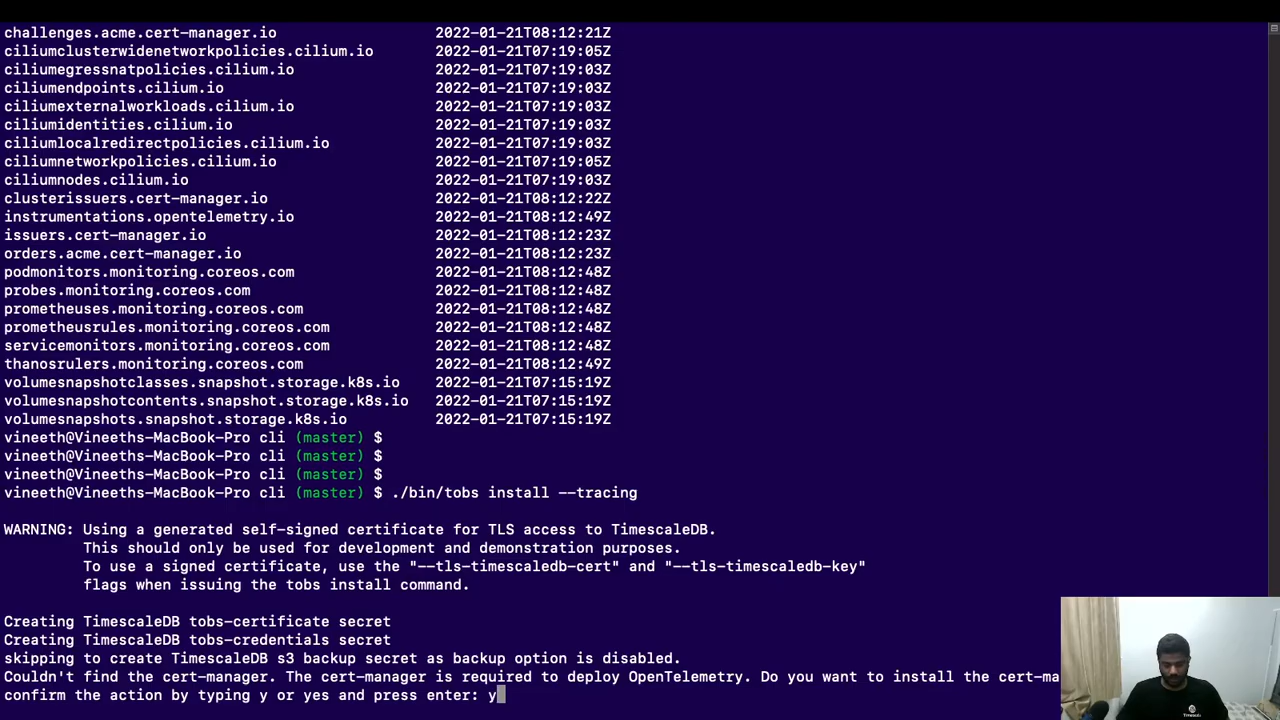 challenges.acme.cert-manager.io 2022-01-21T08:12:21Z
ciliumclusterwidenetworkpolicies.cilium.io 2022-01-21T07:19:05Z
ciliumegressnatpolicies.cilium.io 2022-01-21T07:19:03Z
ciliumendpoints.cilium.io 2022-01-21T07:19:03Z
ciliumexternalworkloads.cilium.io 2022-01-21T07:19:03Z
ciliumidentities.cilium.io 2022-01-21T07:19:03Z
ciliumlocalredirectpolicies.cilium.io 2022-01-21T07:19:03Z
ciliumnetworkpolicies.cilium.io 2022-01-21T07:19:05Z
ciliumnodes.cilium.io 2022-01-21T07:19:03Z
clusterissuers.cert-manager.io 2022-01-21T08:12:22Z
instrumentations.opentelemetry.io 2022-01-21T08:12:49Z
issuers.cert-manager.io 2022-01-21T08:12:23Z
orders.acme.cert-manager.io 2022-01-21T08:12:23Z
podmonitors.monitoring.coreos.com 2022-01-21T08:12:48Z
probes.monitoring.coreos.com 2022-01-21T08:12:48Z
prometheuses.monitoring.coreos.com 2022-01-21T08:12:48Z
prometheusrules.monitoring.coreos.com 2022-01-21T08:12:48Z
servicemonitors.monitoring.coreos.com 2022-01-21T08:12:48Z
thanosrulers.monitoring.coreos.com 2022-01-21T08:12:49Z
volumesnapshotclasses.snapshot.storage.k8s.io 2022-01-21T07:15:19Z
volumesnapshotcontents.snapshot.storage.k8s.io 2022-01-21T07:15:19Z
volumesnapshots.snapshot.storage.k8s.io 2022-01-21T07:15:19Z
vineeth@Vineeths-MacBook-Pro cli (master) $
vineeth@Vineeths-MacBook-Pro cli (master) $
vineeth@Vineeths-MacBook-Pro cli (master) $
vineeth@Vineeths-MacBook-Pro cli (master) $ ./bin/tobs install --tracing
WARNING: Using a generated self-signed certificate for TLS access to TimescaleDB.
This should only be used for development and demonstration purposes.
To use a signed certificate, use the "--tls-timescaledb-cert" and "--tls-timescaledb-key"
flags when issuing the tobs install command.
Creating TimescaleDB tobs-certificate secret
Creating TimescaleDB tobs-credentials secret
skipping to create TimescaleDB s3 backup secret as backup option is disabled.
Couldn't find the cert-manager. The cert-manager is required to deploy OpenTelemetry. Do you want to install the cert-ma
confirm the action by typing y or yes and press enter: y